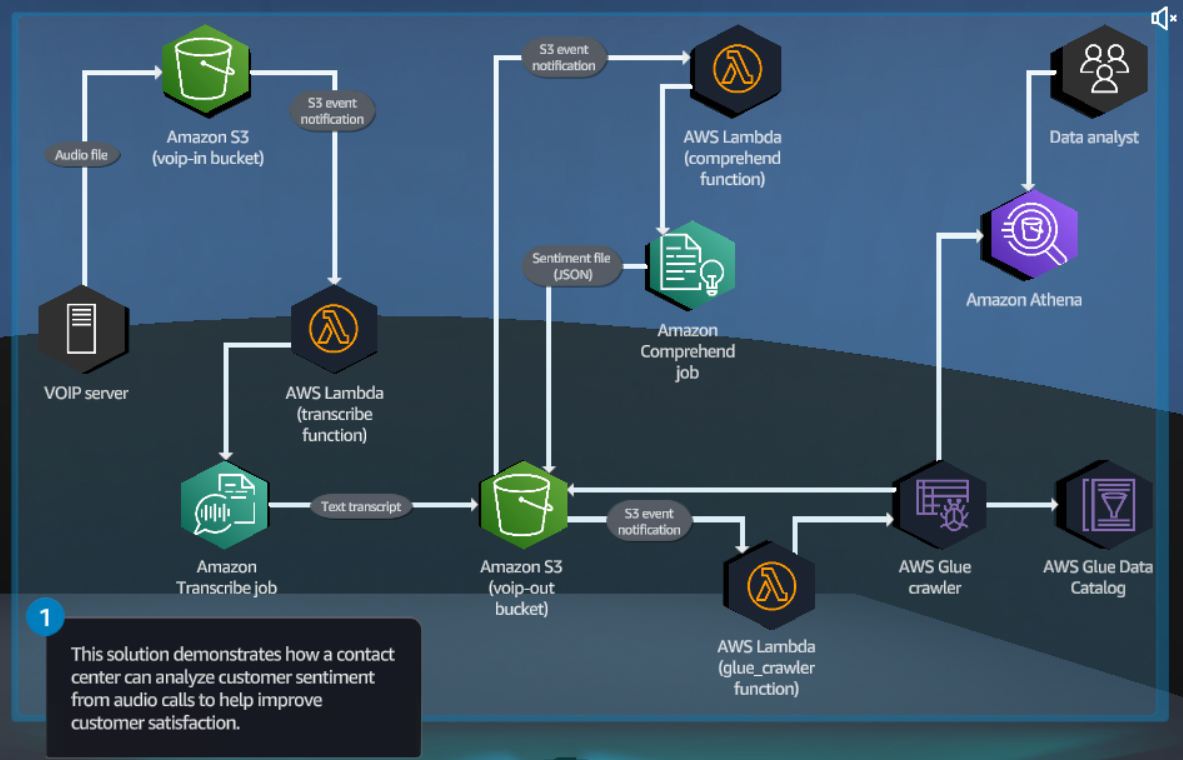 Amazon S3
(voip-in bucket)
Audio file
S3 event
notification
VOIP server
AWS Lambda
(transcribe
function)
Amazon
Transcribe job
Text transcript
S3 event
notification
AWS Lambda
(comprehend
function)
Sentiment file
(JSON)
Amazon
Comprehend
job
Amazon S3
(voip-out
bucket)
S3 event
notification
AWS Lambda
(glue_crawler
function)
Data analyst
Amazon Athena
AWS Glue
crawler
AWS Glue Data
Catalog
1
This solution demonstrates how a contact
center can analyze customer sentiment
from audio calls to help improve
customer satisfaction.